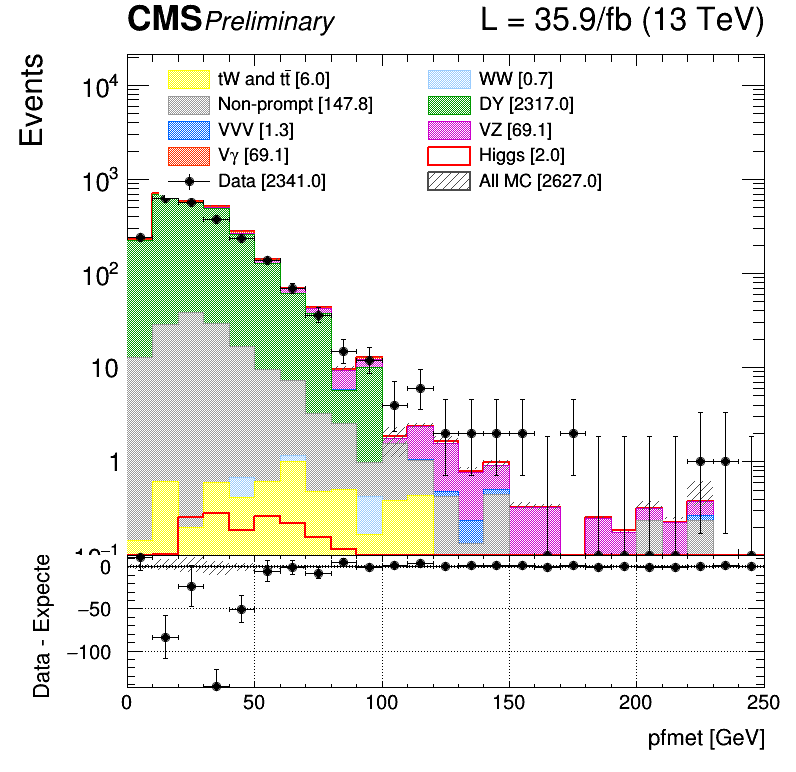 CMS Preliminary L = 35.9/fb (13 TeV)
Events
10⁴
10³
10²
10
1
10⁻¹
tW and tt̄ [6.0]
WW [0.7]
Non-prompt [147.8]
DY [2317.0]
VVV [1.3]
VZ [69.1]
Vγ [69.1]
Higgs [2.0]
Data [2341.0]
All MC [2627.0]
Data - Expecte
0
−50
−100
0 50 100 150 200 250
pfmet [GeV]